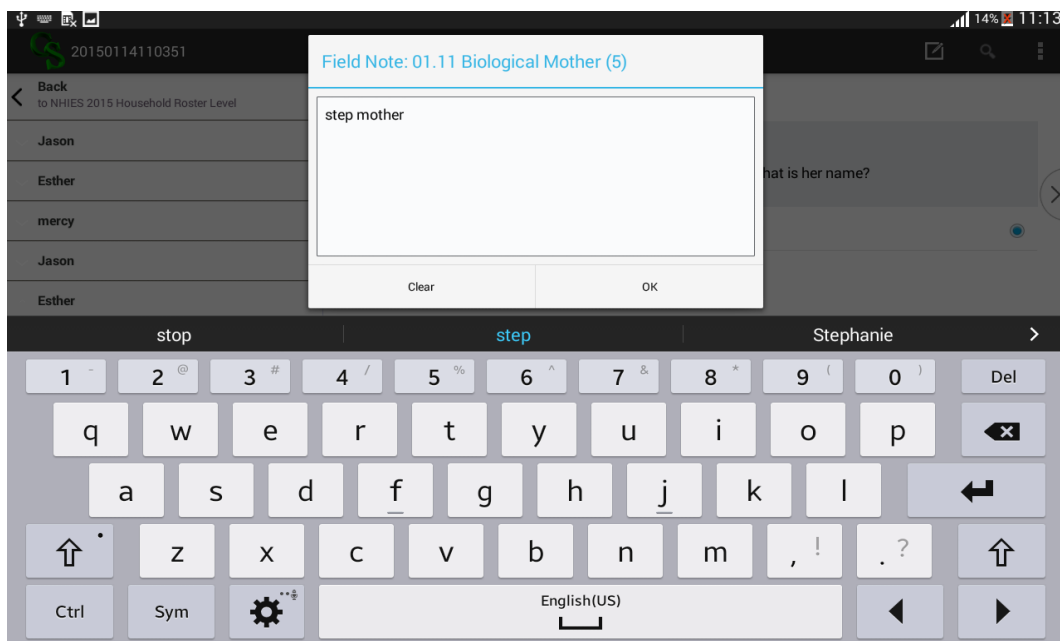 14% 11:13
CS 20150114110351
Field Note: 01.11 Biological Mother (5)
Back
to NHIES 2015 Household Roster Level
step mother
Jason
Esther
hat is her name?
mercy
Jason
Esther
Clear OK
stop step Stephanie
1 - 2 @ 3 # 4 / 5 % 6 ^ 7 & 8 * 9 ( 0 ) Del
q w e r t y u i o p
a s d f g h j k l
z x c v b n m , ! . ?
Ctrl Sym English(US)